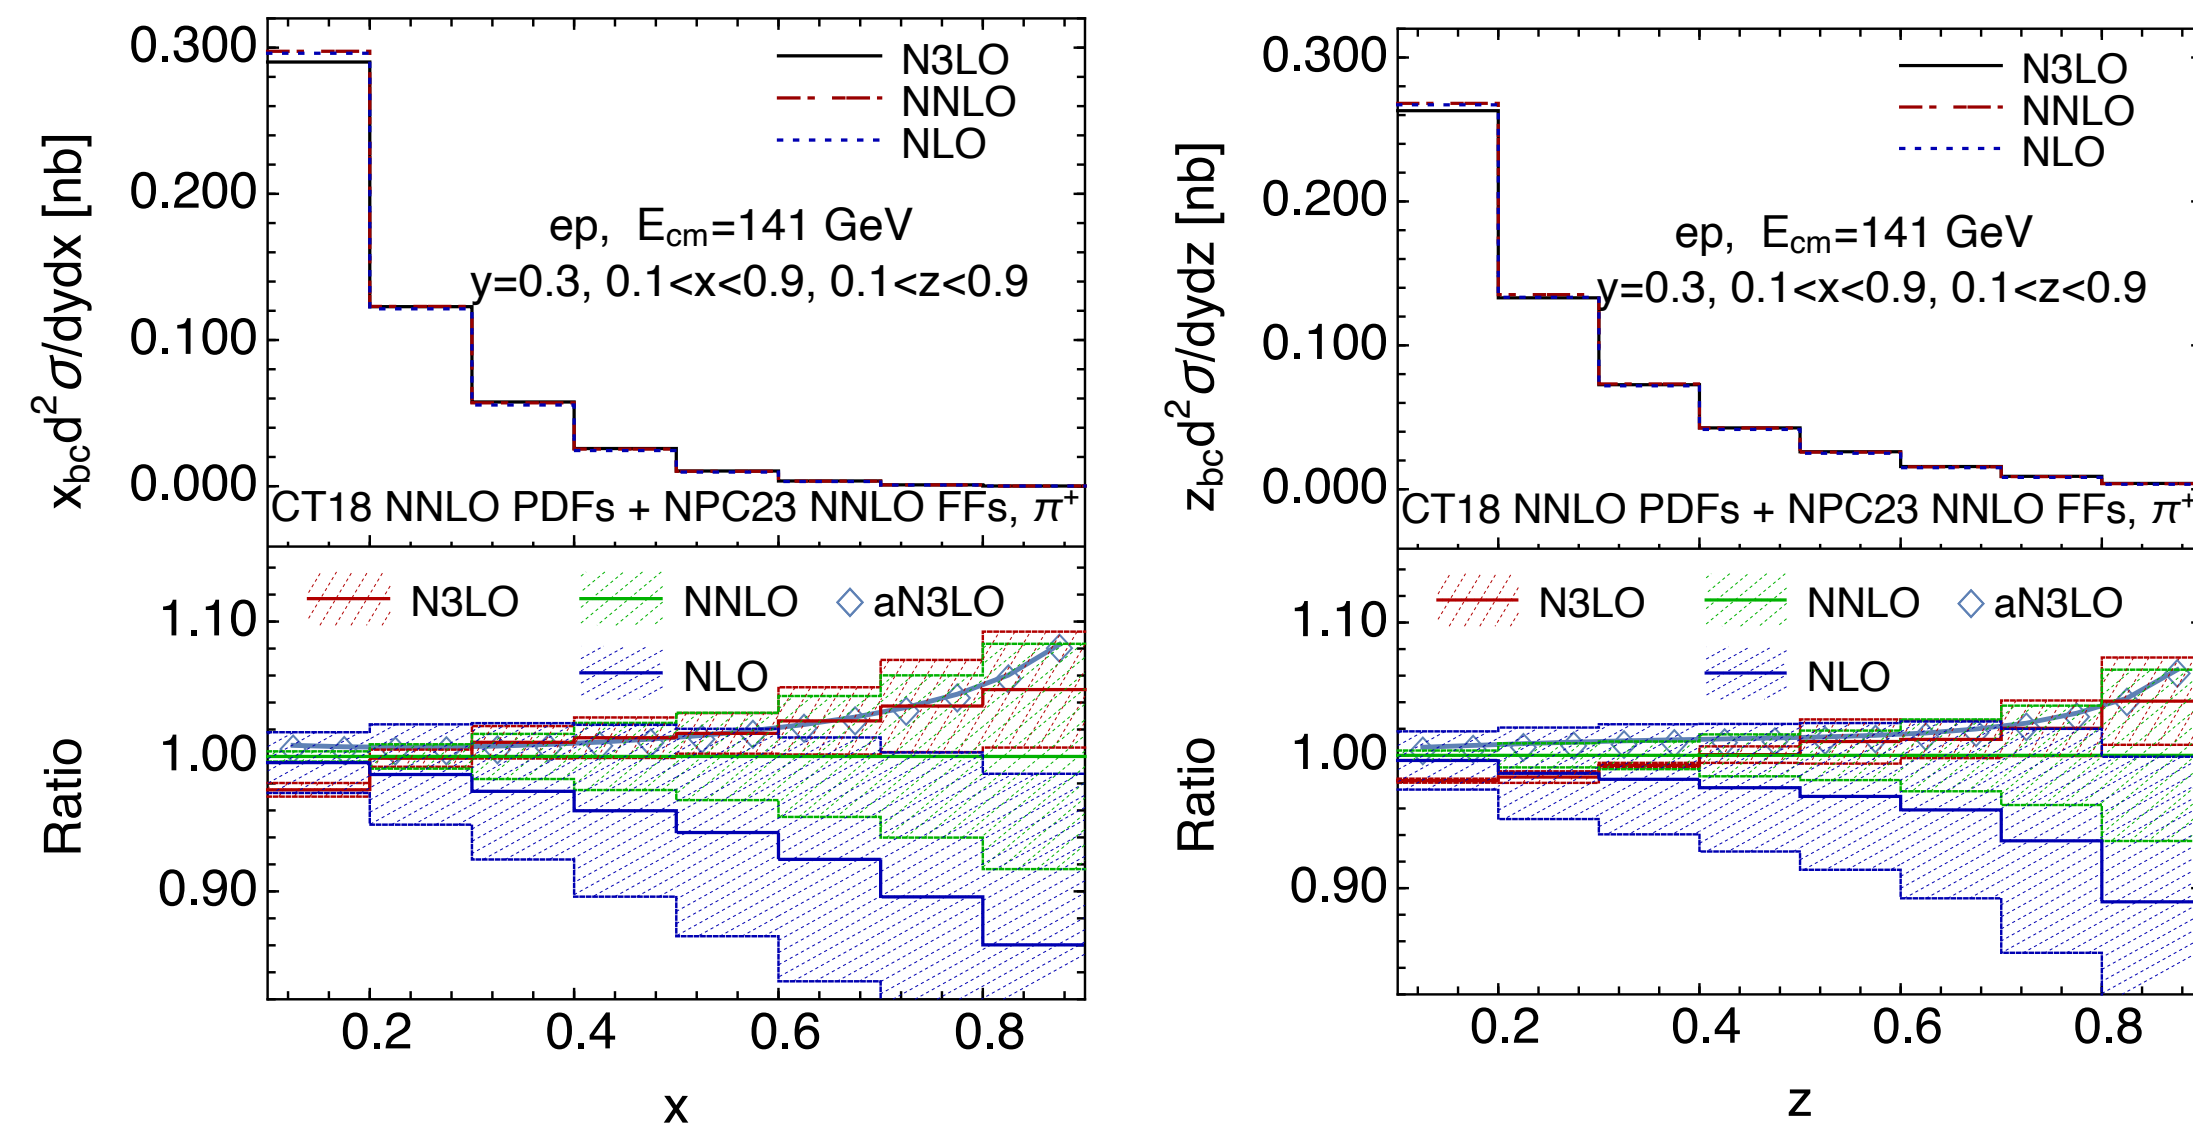 0.300
0.200
0.100
0.000
x_bc d² σ/dydx [nb]
N3LO
NNLO
NLO
ep, E_cm=141 GeV
y=0.3, 0.1<x<0.9, 0.1<z<0.9
CT18 NNLO PDFs + NPC23 NNLO FFs, π⁺
N3LO
NNLO
aN3LO
NLO
1.10
1.00
0.90
Ratio
0.2
0.4
0.6
0.8
x
0.300
0.200
0.100
0.000
z_bc d² σ/dydz [nb]
N3LO
NNLO
NLO
ep, E_cm=141 GeV
y=0.3, 0.1<x<0.9, 0.1<z<0.9
CT18 NNLO PDFs + NPC23 NNLO FFs, π⁺
N3LO
NNLO
aN3LO
NLO
1.10
1.00
0.90
Ratio
0.2
0.4
0.6
0.8
z